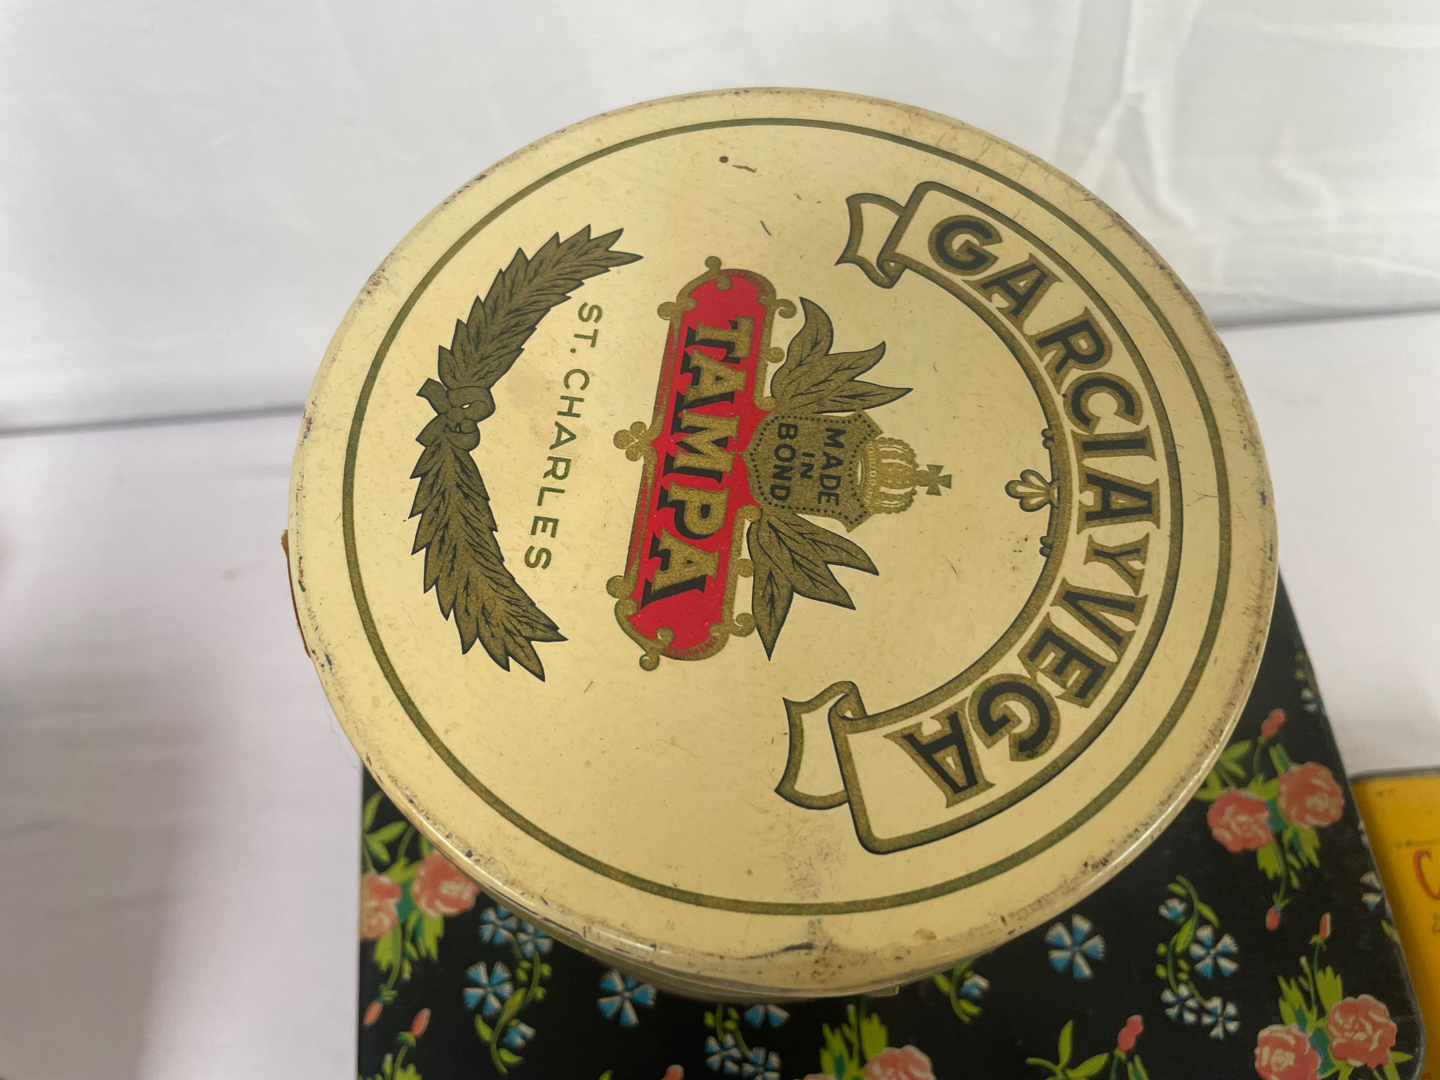 GARCIA Y VEGA
MADE
IN
BOND
TAMPA
ST. CHARLES